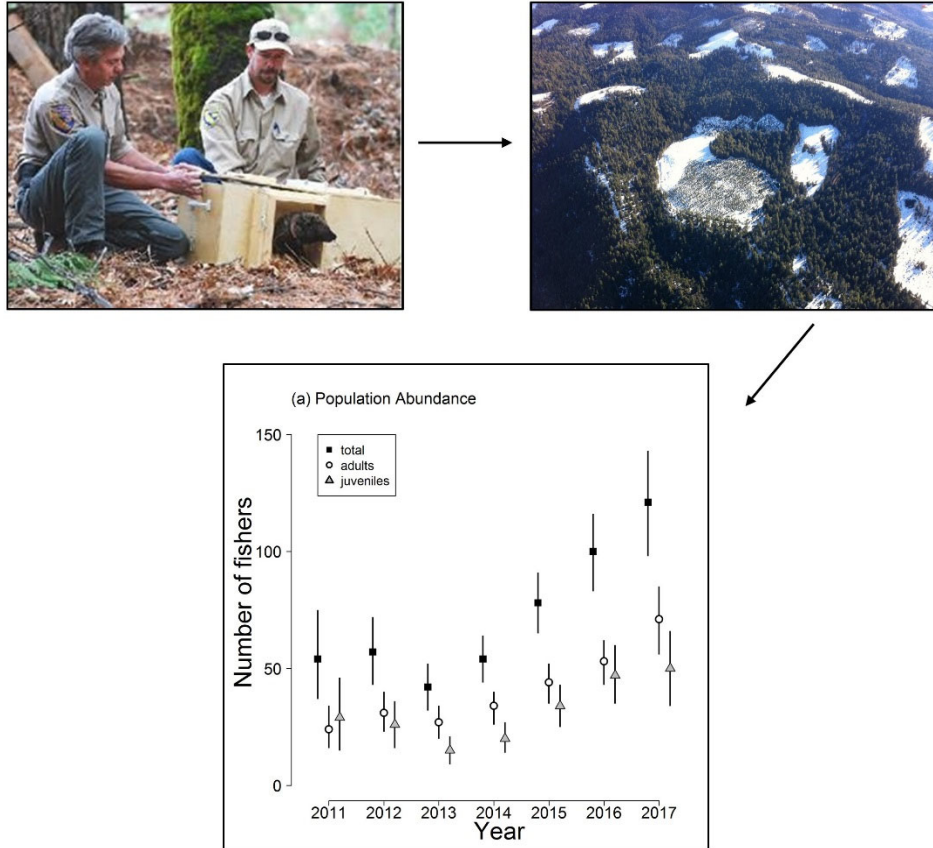 (a) Population Abundance
150
total
adults
juveniles
100
50
0
Number of fishers
2011 2012 2013 2014 2015 2016 2017
Year